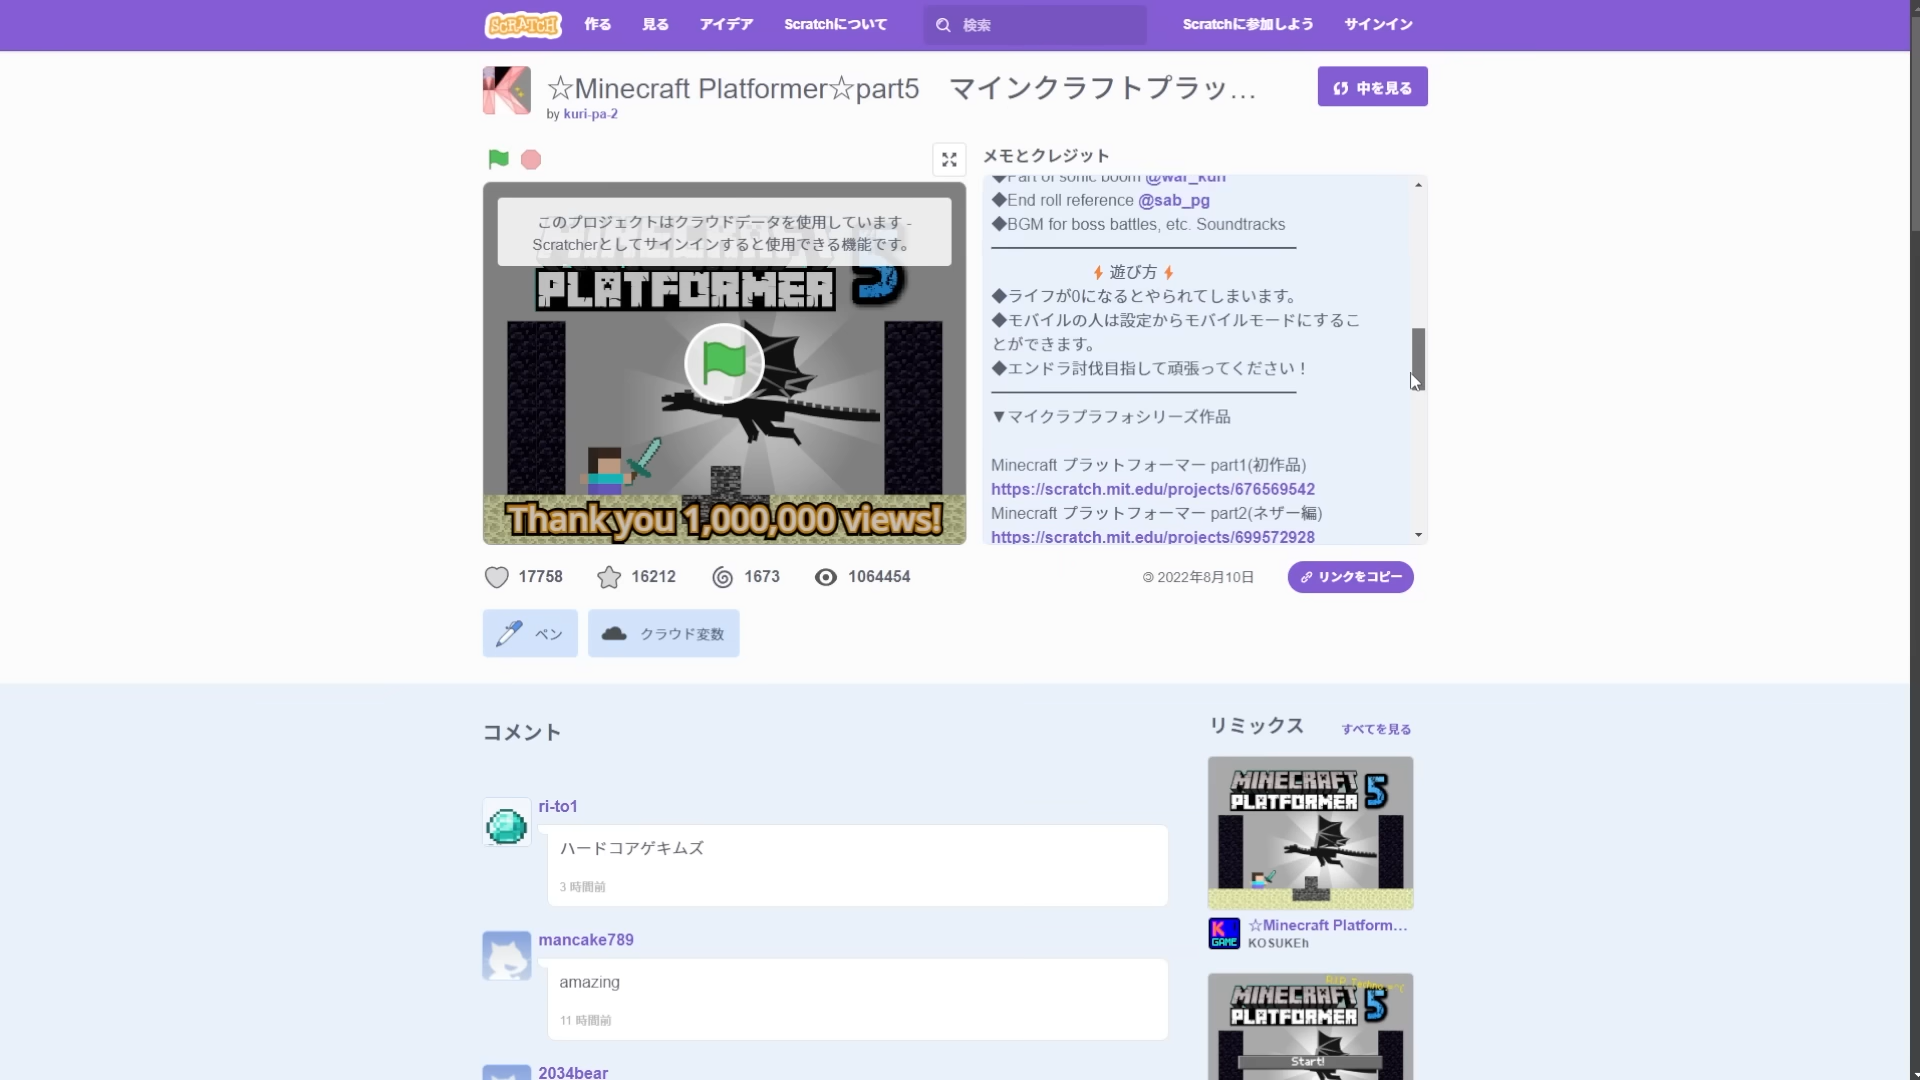 SCRATCH 作る 見る アイデア Scratchについて 検索 Scratchに参加しよう サインイン
☆Minecraft Platformer☆part5　マインクラフトプラッ…
by kuri-pa-2
中を見る
このプロジェクトはクラウドデータを使用しています -
Scratcherとしてサインインすると使用できる機能です。
MINECRAFT
PLATFORMER 5
Thank you 1,000,000 views!
メモとクレジット
◆Part of sonic boom @war_kun
◆End roll reference @sab_pg
◆BGM for boss battles, etc. Soundtracks
⚡遊び方⚡
◆ライフが0になるとやられてしまいます。
◆モバイルの人は設定からモバイルモードにするこ
とができます。
◆エンドラ討伐目指して頑張ってください！
▼マイクラプラフォシリーズ作品
Minecraft プラットフォーマー part1(初作品)
https://scratch.mit.edu/projects/676569542
Minecraft プラットフォーマー part2(ネザー編)
https://scratch.mit.edu/projects/699572928
17758 16212 1673 1064454
© 2022年8月10日
リンクをコピー
ペン
クラウド変数
コメント
ri-to1
ハードコアゲキムズ
3 時間前
mancake789
amazing
11 時間前
2034bear
リミックス
すべてを見る
MINECRAFT
PLATFORMER 5
K GAME
☆Minecraft Platform...
KOSUKEh
MINECRAFT
PLATFORMER 5
Start!